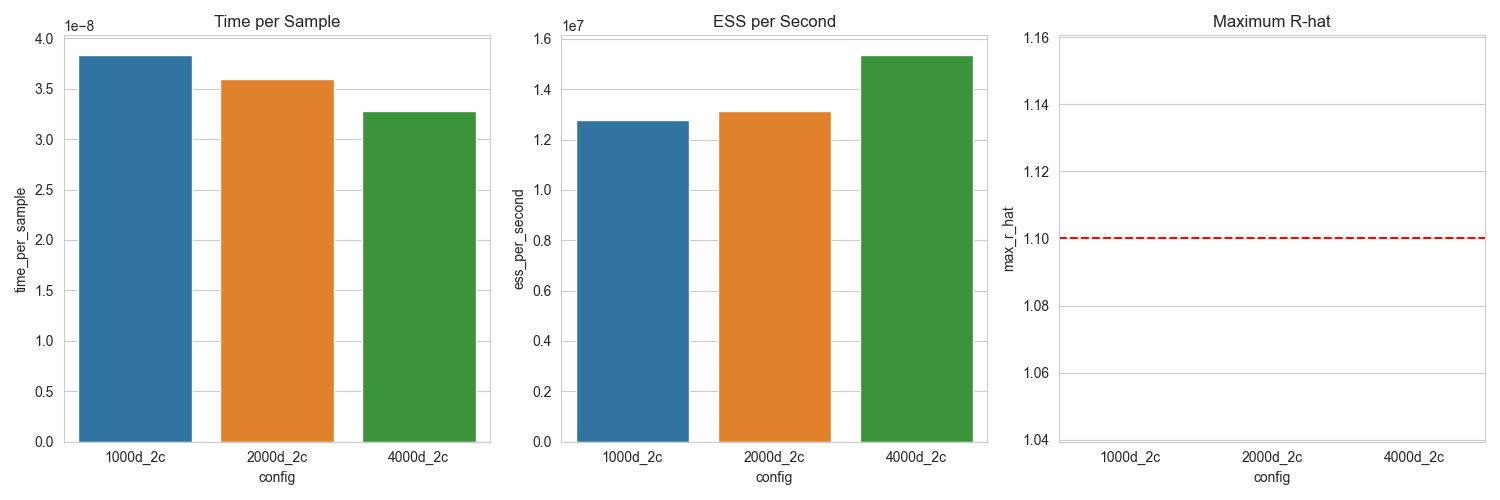 Time per Sample
1e−8
4.0
3.5
3.0
2.5
2.0
1.5
1.0
0.5
0.0
time_per_sample
1000d_2c 2000d_2c 4000d_2c
config
ESS per Second
1e7
1.6
1.4
1.2
1.0
0.8
0.6
0.4
0.2
0.0
ess_per_second
1000d_2c 2000d_2c 4000d_2c
config
Maximum R-hat
1.16
1.14
1.12
1.10
1.08
1.06
1.04
max_r_hat
1000d_2c 2000d_2c 4000d_2c
config